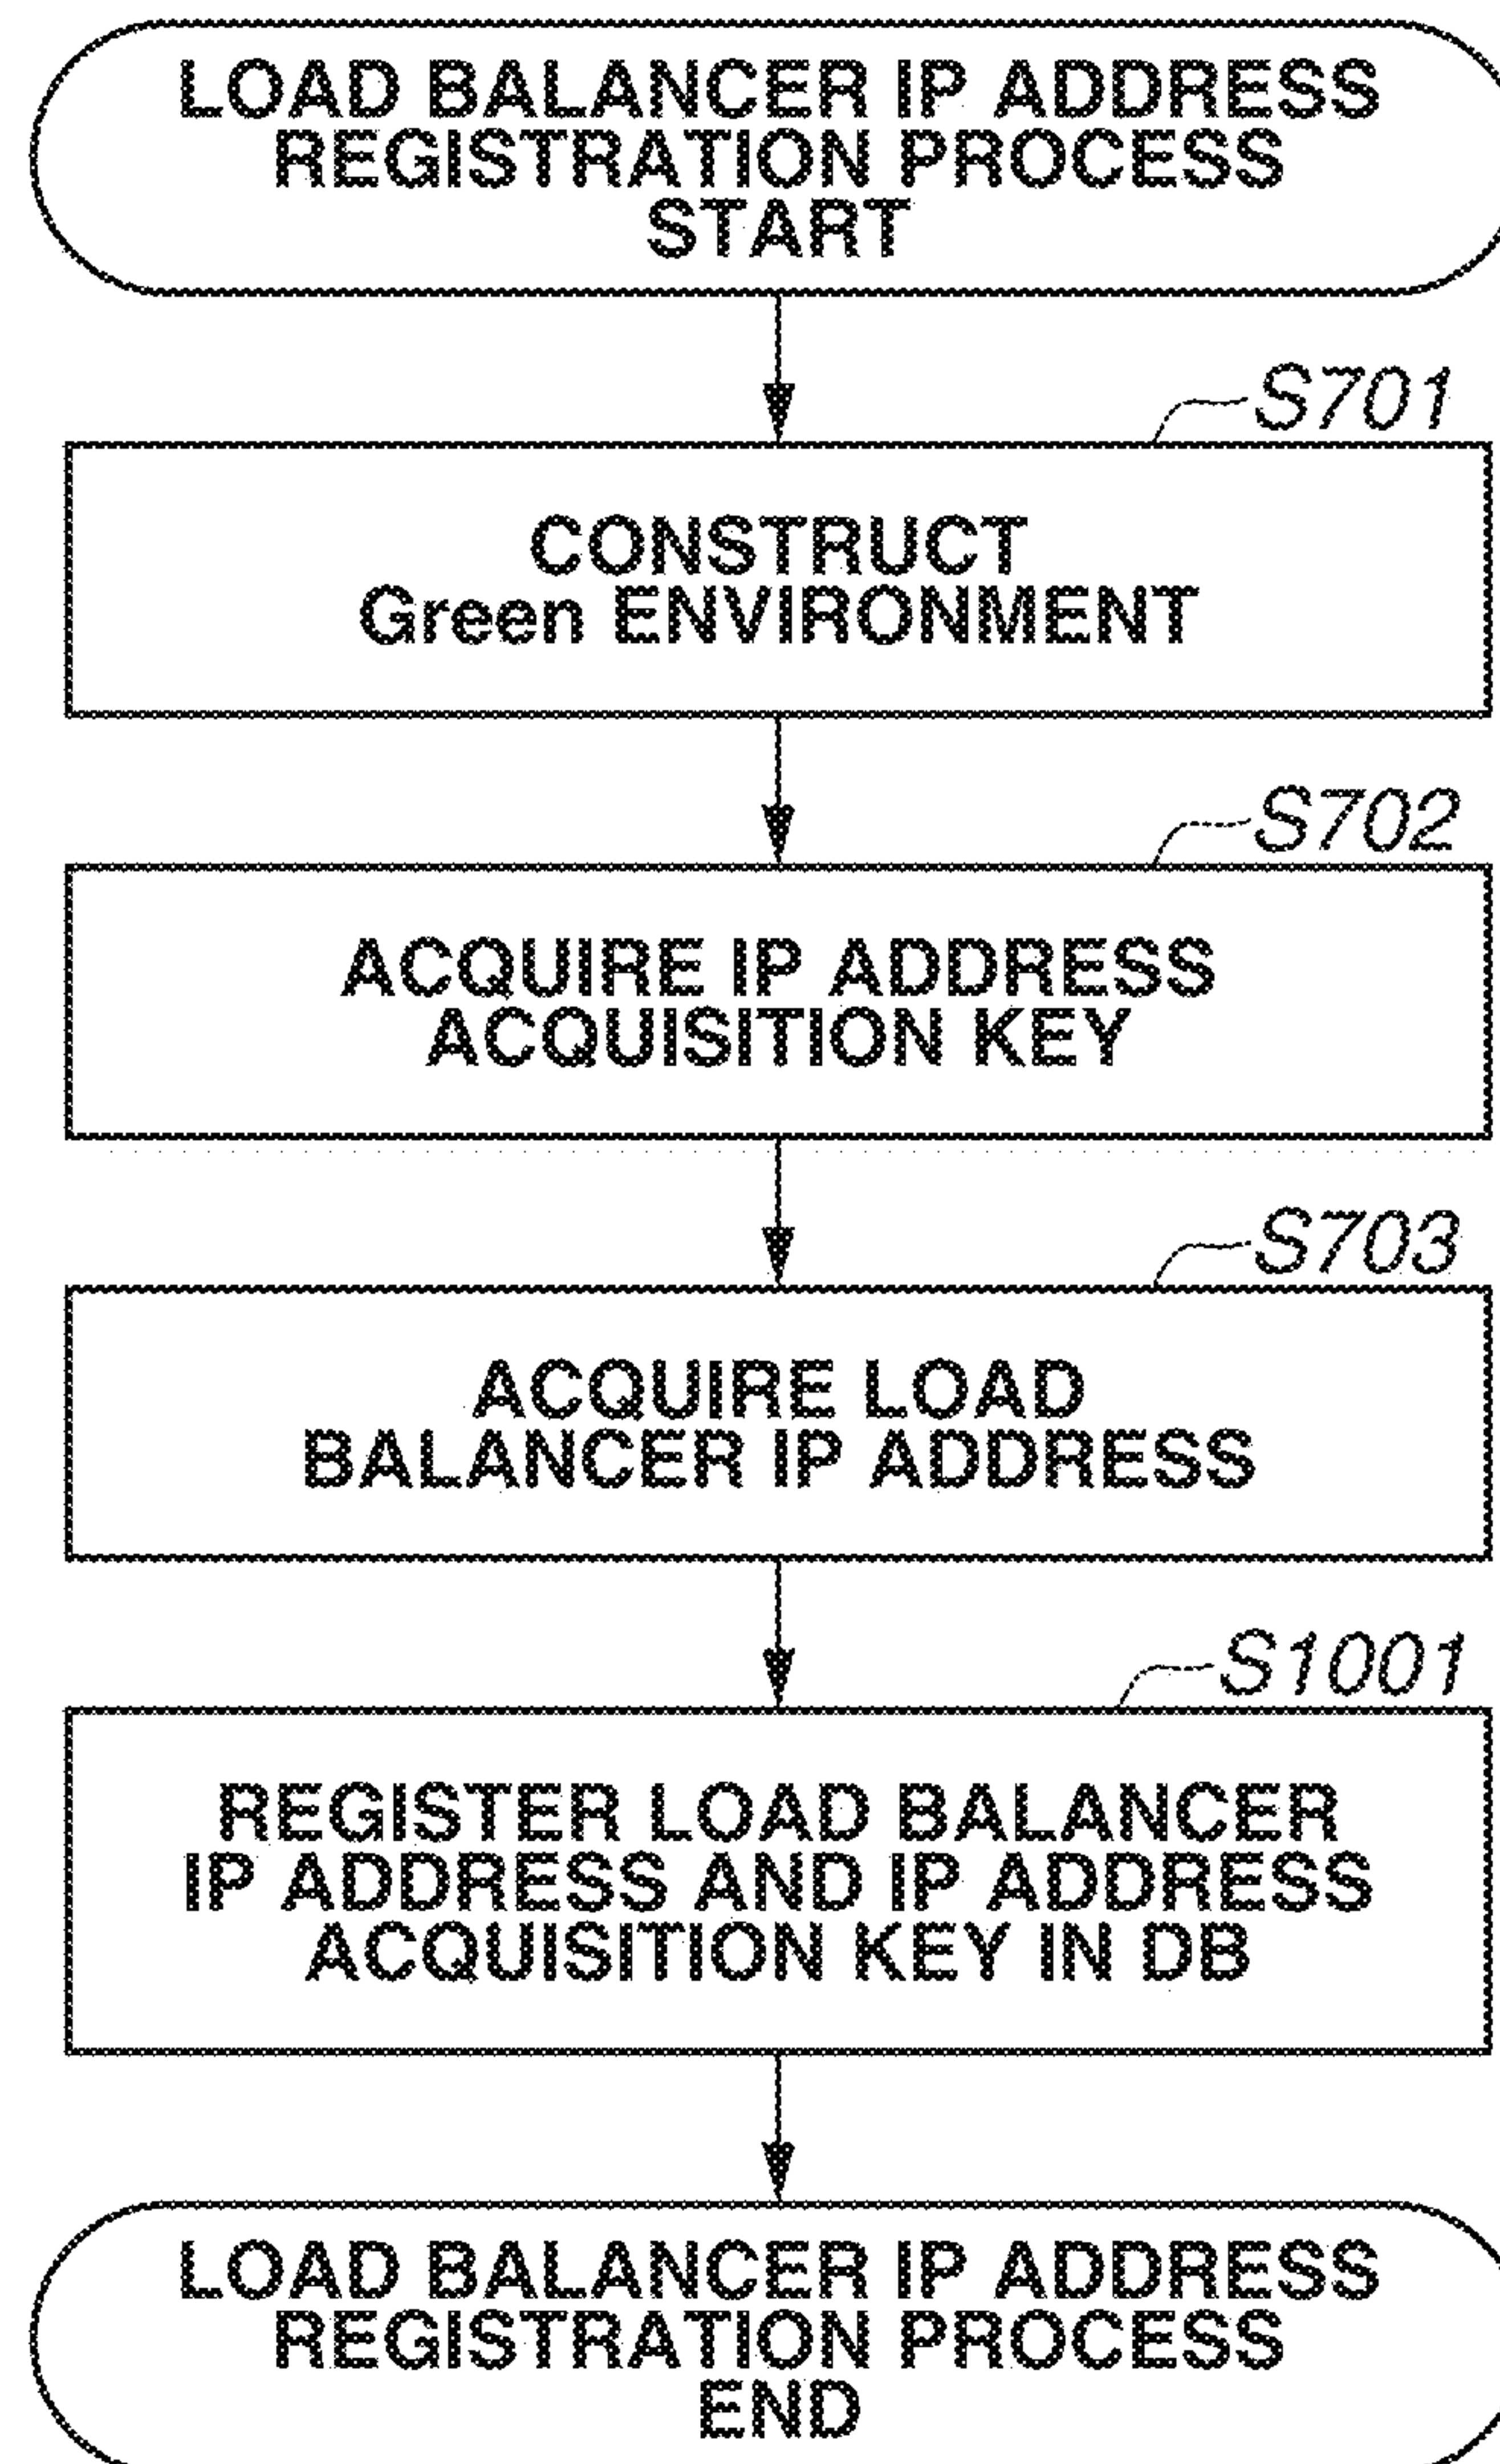 LOAD BALANCER IP ADDRESS
REGISTRATION PROCESS
START
S701
CONSTRUCT
Green ENVIRONMENT
S702
ACQUIRE IP ADDRESS
ACQUISITION KEY
S703
ACQUIRE LOAD
BALANCER IP ADDRESS
S1001
REGISTER LOAD BALANCER
IP ADDRESS AND IP ADDRESS
ACQUISITION KEY IN DB
LOAD BALANCER IP ADDRESS
REGISTRATION PROCESS
END